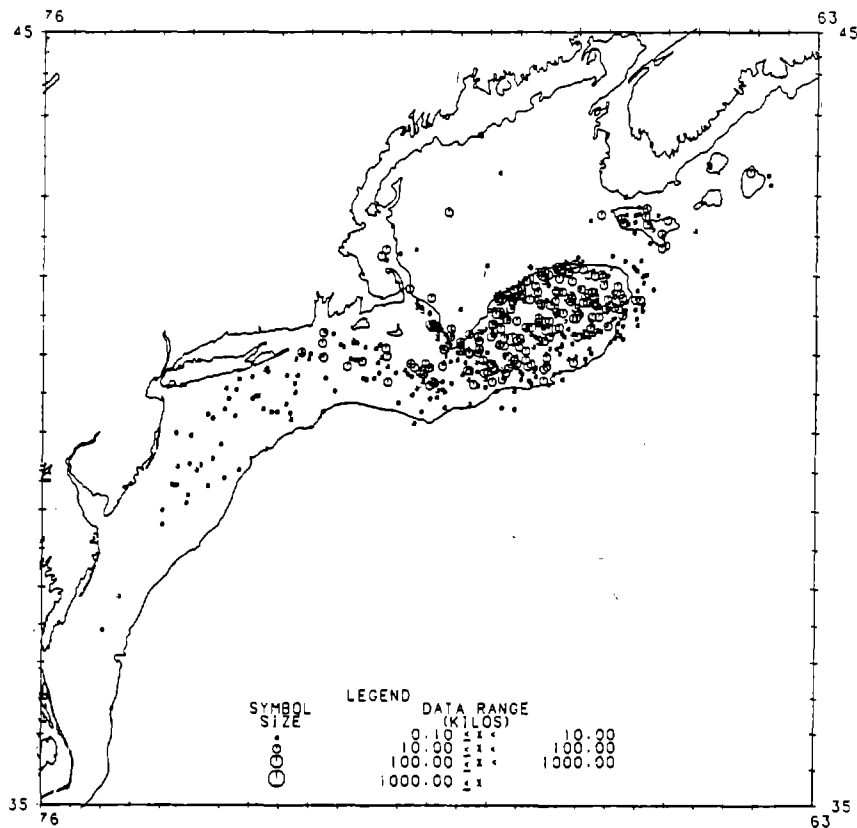 76 63
45 45
LEGEND
SYMBOL SIZE DATA RANGE (KILOS)
0.10 ≤ x < 10.00
10.00 ≤ x < 100.00
100.00 ≤ x < 1000.00
1000.00 ≤ x
35 35
76 63